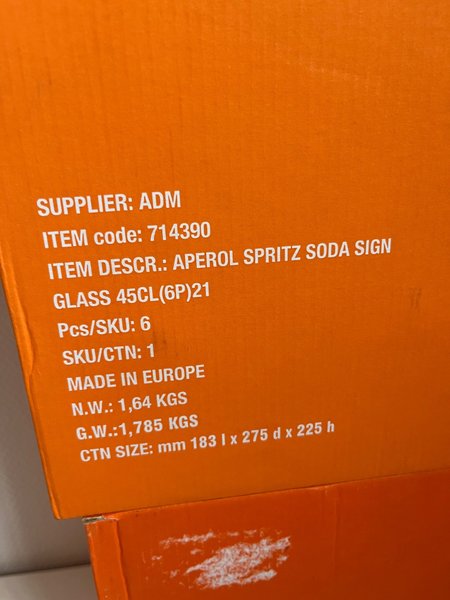 SUPPLIER: ADM
ITEM code: 714390
ITEM DESCR.: APEROL SPRITZ SODA SIGN
GLASS 45CL(6P)21
Pcs/SKU: 6
SKU/CTN: 1
MADE IN EUROPE
N.W.: 1,64 KGS
G.W.:1,785 KGS
CTN SIZE: mm 183 l x 275 d x 225 h